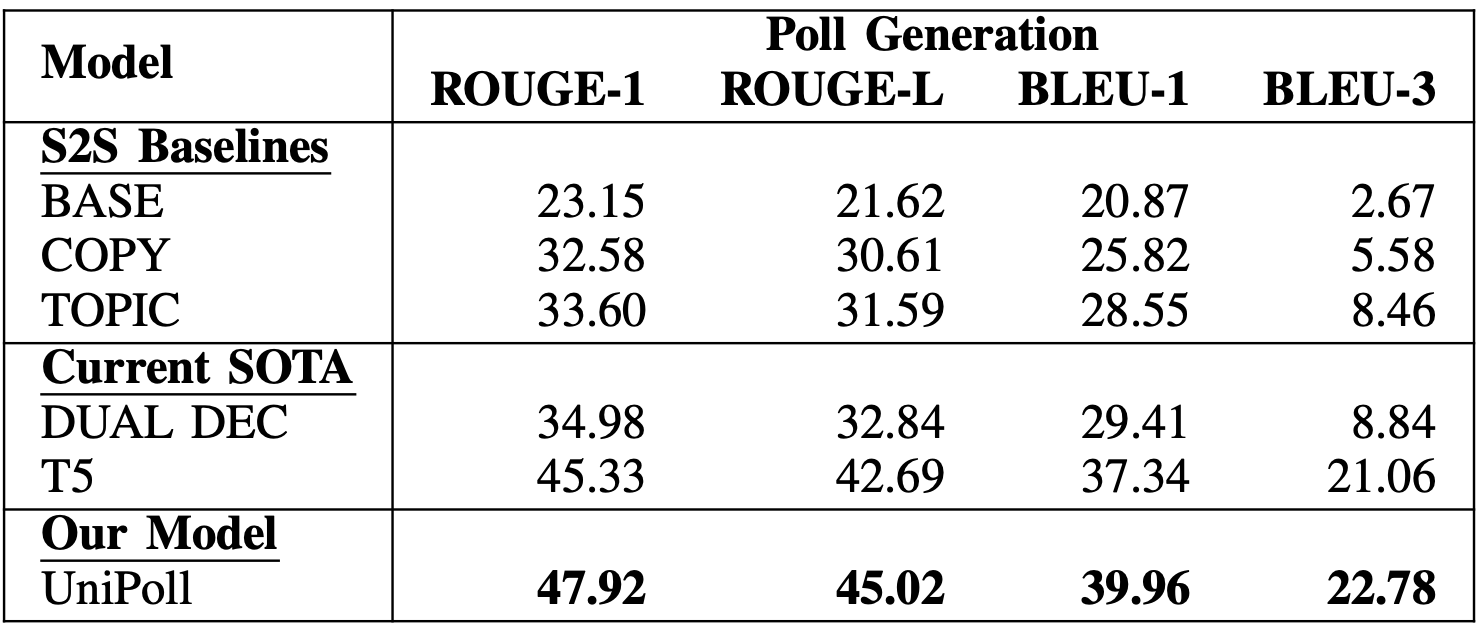 Model Poll Generation
ROUGE-1 ROUGE-L BLEU-1 BLEU-3
S2S Baselines
BASE 23.15 21.62 20.87 2.67
COPY 32.58 30.61 25.82 5.58
TOPIC 33.60 31.59 28.55 8.46
Current SOTA
DUAL DEC 34.98 32.84 29.41 8.84
T5 45.33 42.69 37.34 21.06
Our Model
UniPoll 47.92 45.02 39.96 22.78